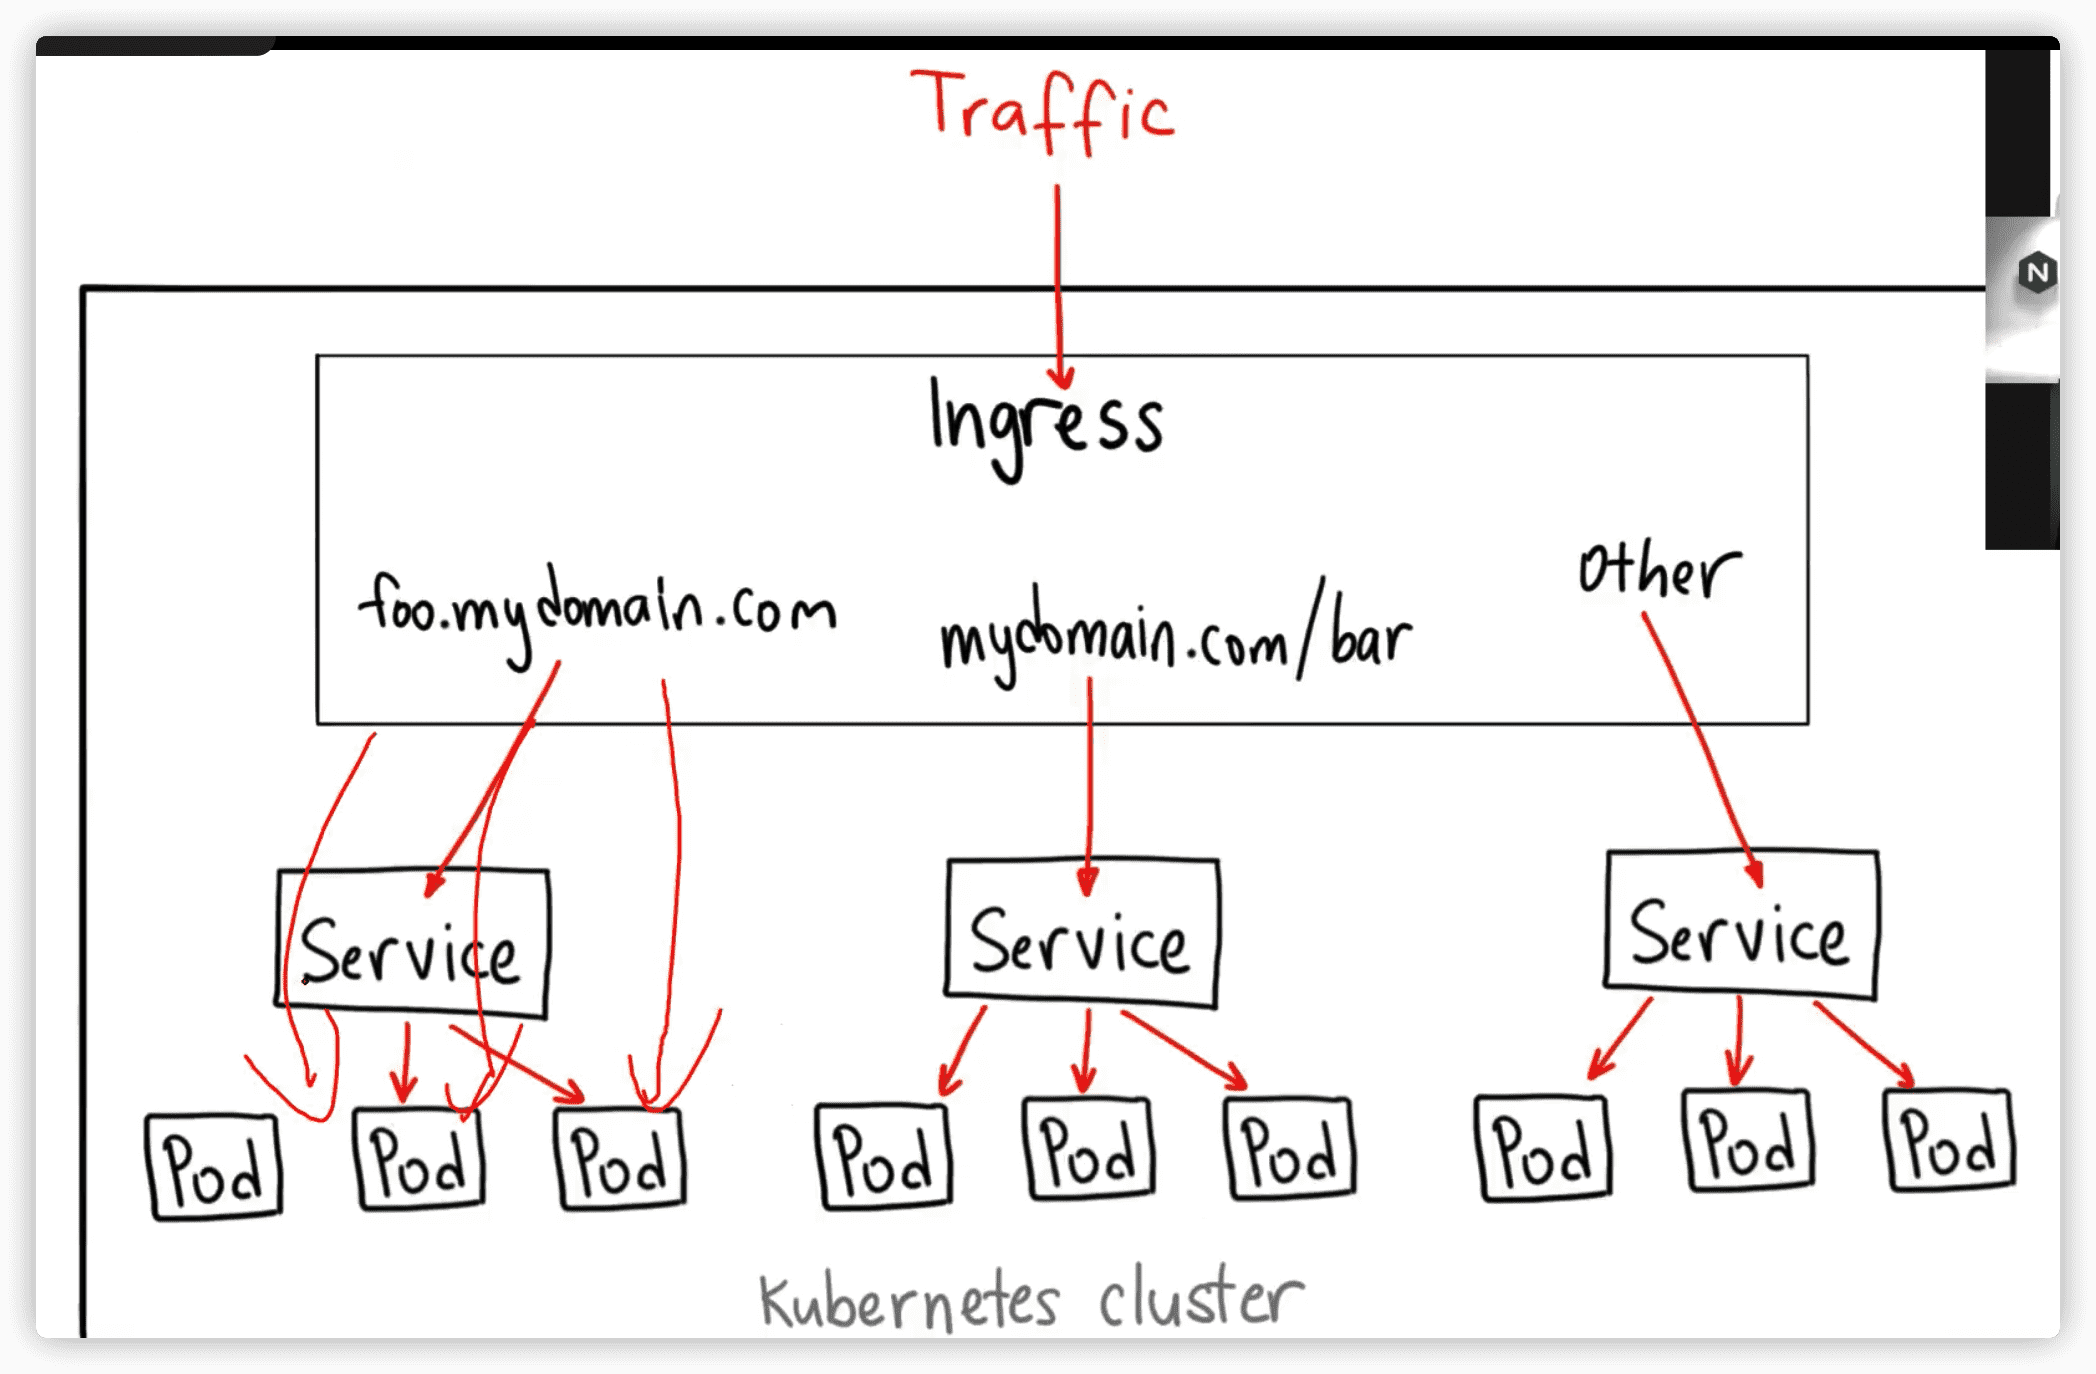 Traffic
N
Ingress
foo.mydomain.com
mydomain.com/bar
other
Service
Service
Service
Pod
Pod
Pod
Pod
Pod
Pod
Pod
Pod
Pod
Kubernetes cluster